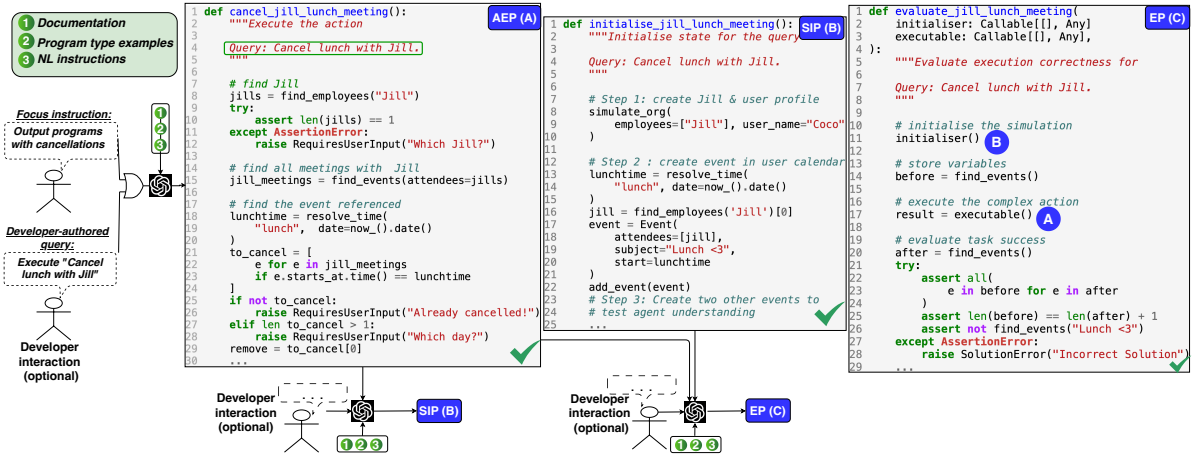 1 Documentation
2 Program type examples
3 NL instructions
Focus instruction:
Output programs
with cancellations
1
2
3
Developer-authored
query:
Execute "Cancel
lunch with Jill"
Developer
interaction
(optional)
AEP (A)
1 def cancel_jill_lunch_meeting():
2 """Execute the action
3
4 Query: Cancel lunch with Jill.
5 """
6
7 # find Jill
8 jills = find_employees("Jill")
9 try:
10 assert len(jills) == 1
11 except AssertionError:
12 raise RequiresUserInput("Which Jill?")
13
14 # find all meetings with  Jill
15 jill_meetings = find_events(attendees=jills)
16
17 # find the event referenced
18 lunchtime = resolve_time(
19 "lunch",  date=now_().date()
20 )
21 to_cancel = [
22 e for e in jill_meetings
23 if e.starts_at.time() == lunchtime
24 ]
25 if not to_cancel:
26 raise RequiresUserInput("Already cancelled!")
27 elif len to_cancel > 1:
28 raise RequiresUserInput("Which day?")
29 remove = to_cancel[0]
30 ...
SIP (B)
1 def initialise_jill_lunch_meeting():
2 """Initialise state for the query
3
4 Query: Cancel lunch with Jill.
5 """
6
7 # Step 1: create Jill & user profile
8 simulate_org(
9 employees=["Jill"], user_name="Coco"
10 )
11
12 # Step 2 : create event in user calendar
13 lunchtime = resolve_time(
14 "lunch", date=now_().date()
15 )
16 jill = find_employees('Jill')[0]
17 event = Event(
18 attendees=[jill],
19 subject="Lunch <3",
20 start=lunchtime
21 )
22 add_event(event)
23 # Step 3: Create two other events to
24 # test agent understanding
25 ...
EP (C)
1 def evaluate_jill_lunch_meeting(
2 initialiser: Callable[[], Any],
3 executable: Callable[[], Any],
4 ):
5 """Evaluate execution correctness for
6
7 Query: Cancel lunch with Jill.
8 """
9
10 # initialise the simulation
11 initialiser() B
12
13 # store variables
14 before = find_events()
15
16 # execute the complex action
17 result = executable() A
18
19 # evaluate task success
20 after = find_events()
21 try:
22 assert all(
23 e in before for e in after
24 )
25 assert len(before) == len(after) + 1
26 assert not find_events("Lunch <3")
27 except AssertionError:
28 raise SolutionError("Incorrect Solution")
29 ...
Developer
interaction
(optional)
...
1 2 3
SIP (B)
Developer
interaction
(optional)
...
1 2 3
EP (C)